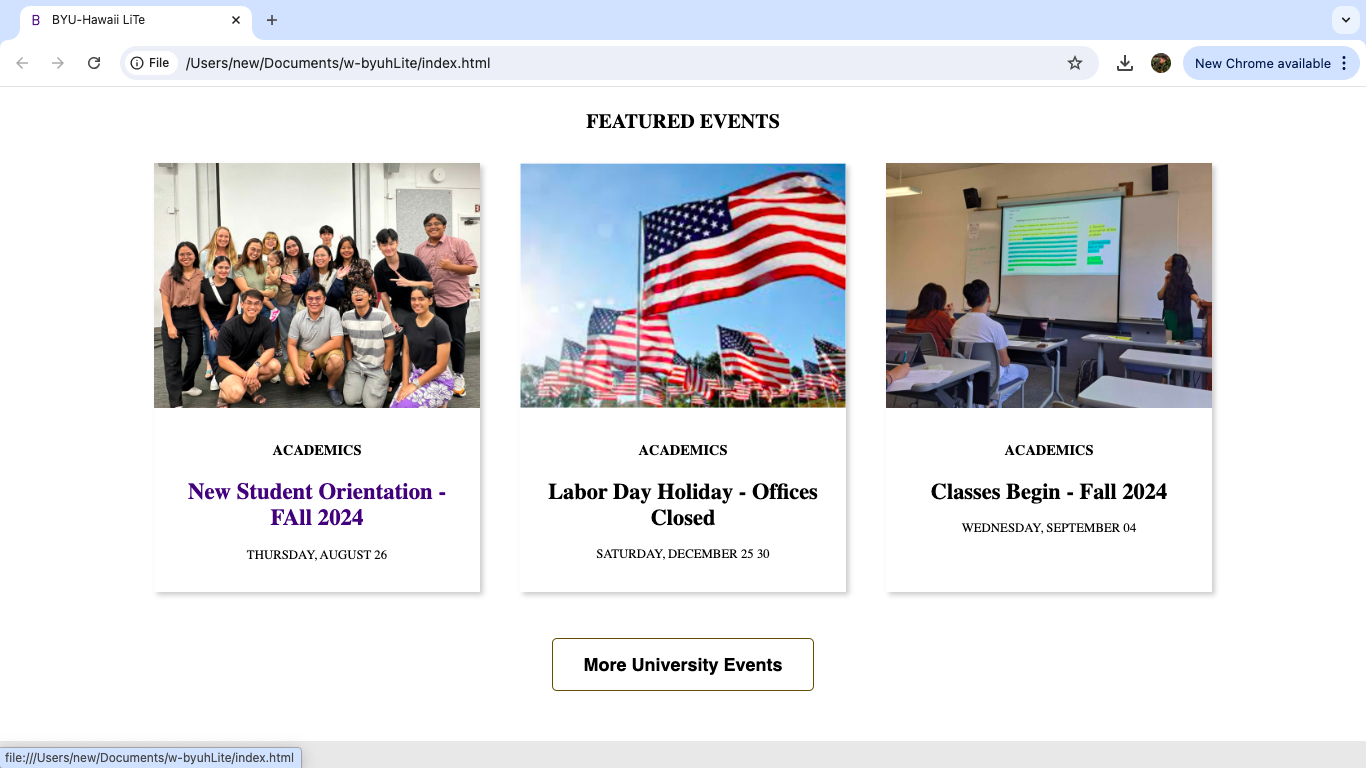 BYU-Hawaii LiTe
File
/Users/new/Documents/w-byuhLite/index.html
New Chrome available
FEATURED EVENTS
ACADEMICS
New Student Orientation -
FAll 2024
THURSDAY, AUGUST 26
ACADEMICS
Labor Day Holiday - Offices
Closed
SATURDAY, DECEMBER 25 30
ACADEMICS
Classes Begin - Fall 2024
WEDNESDAY, SEPTEMBER 04
More University Events
file:///Users/new/Documents/w-byuhLite/index.html